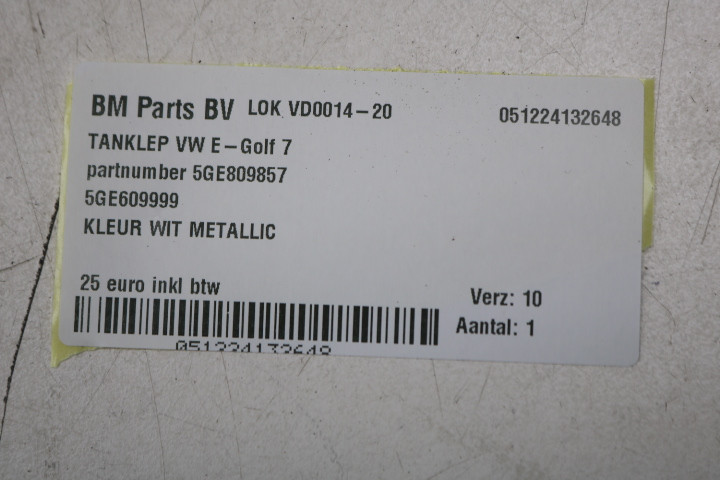 BM Parts BV LOK VD0014-20 051224132648
TANKLEP VW E-Golf 7
partnumber 5GE809857
5GE609999
KLEUR WIT METALLIC
25 euro inkl btw
Verz: 10
Aantal: 1
051224132648